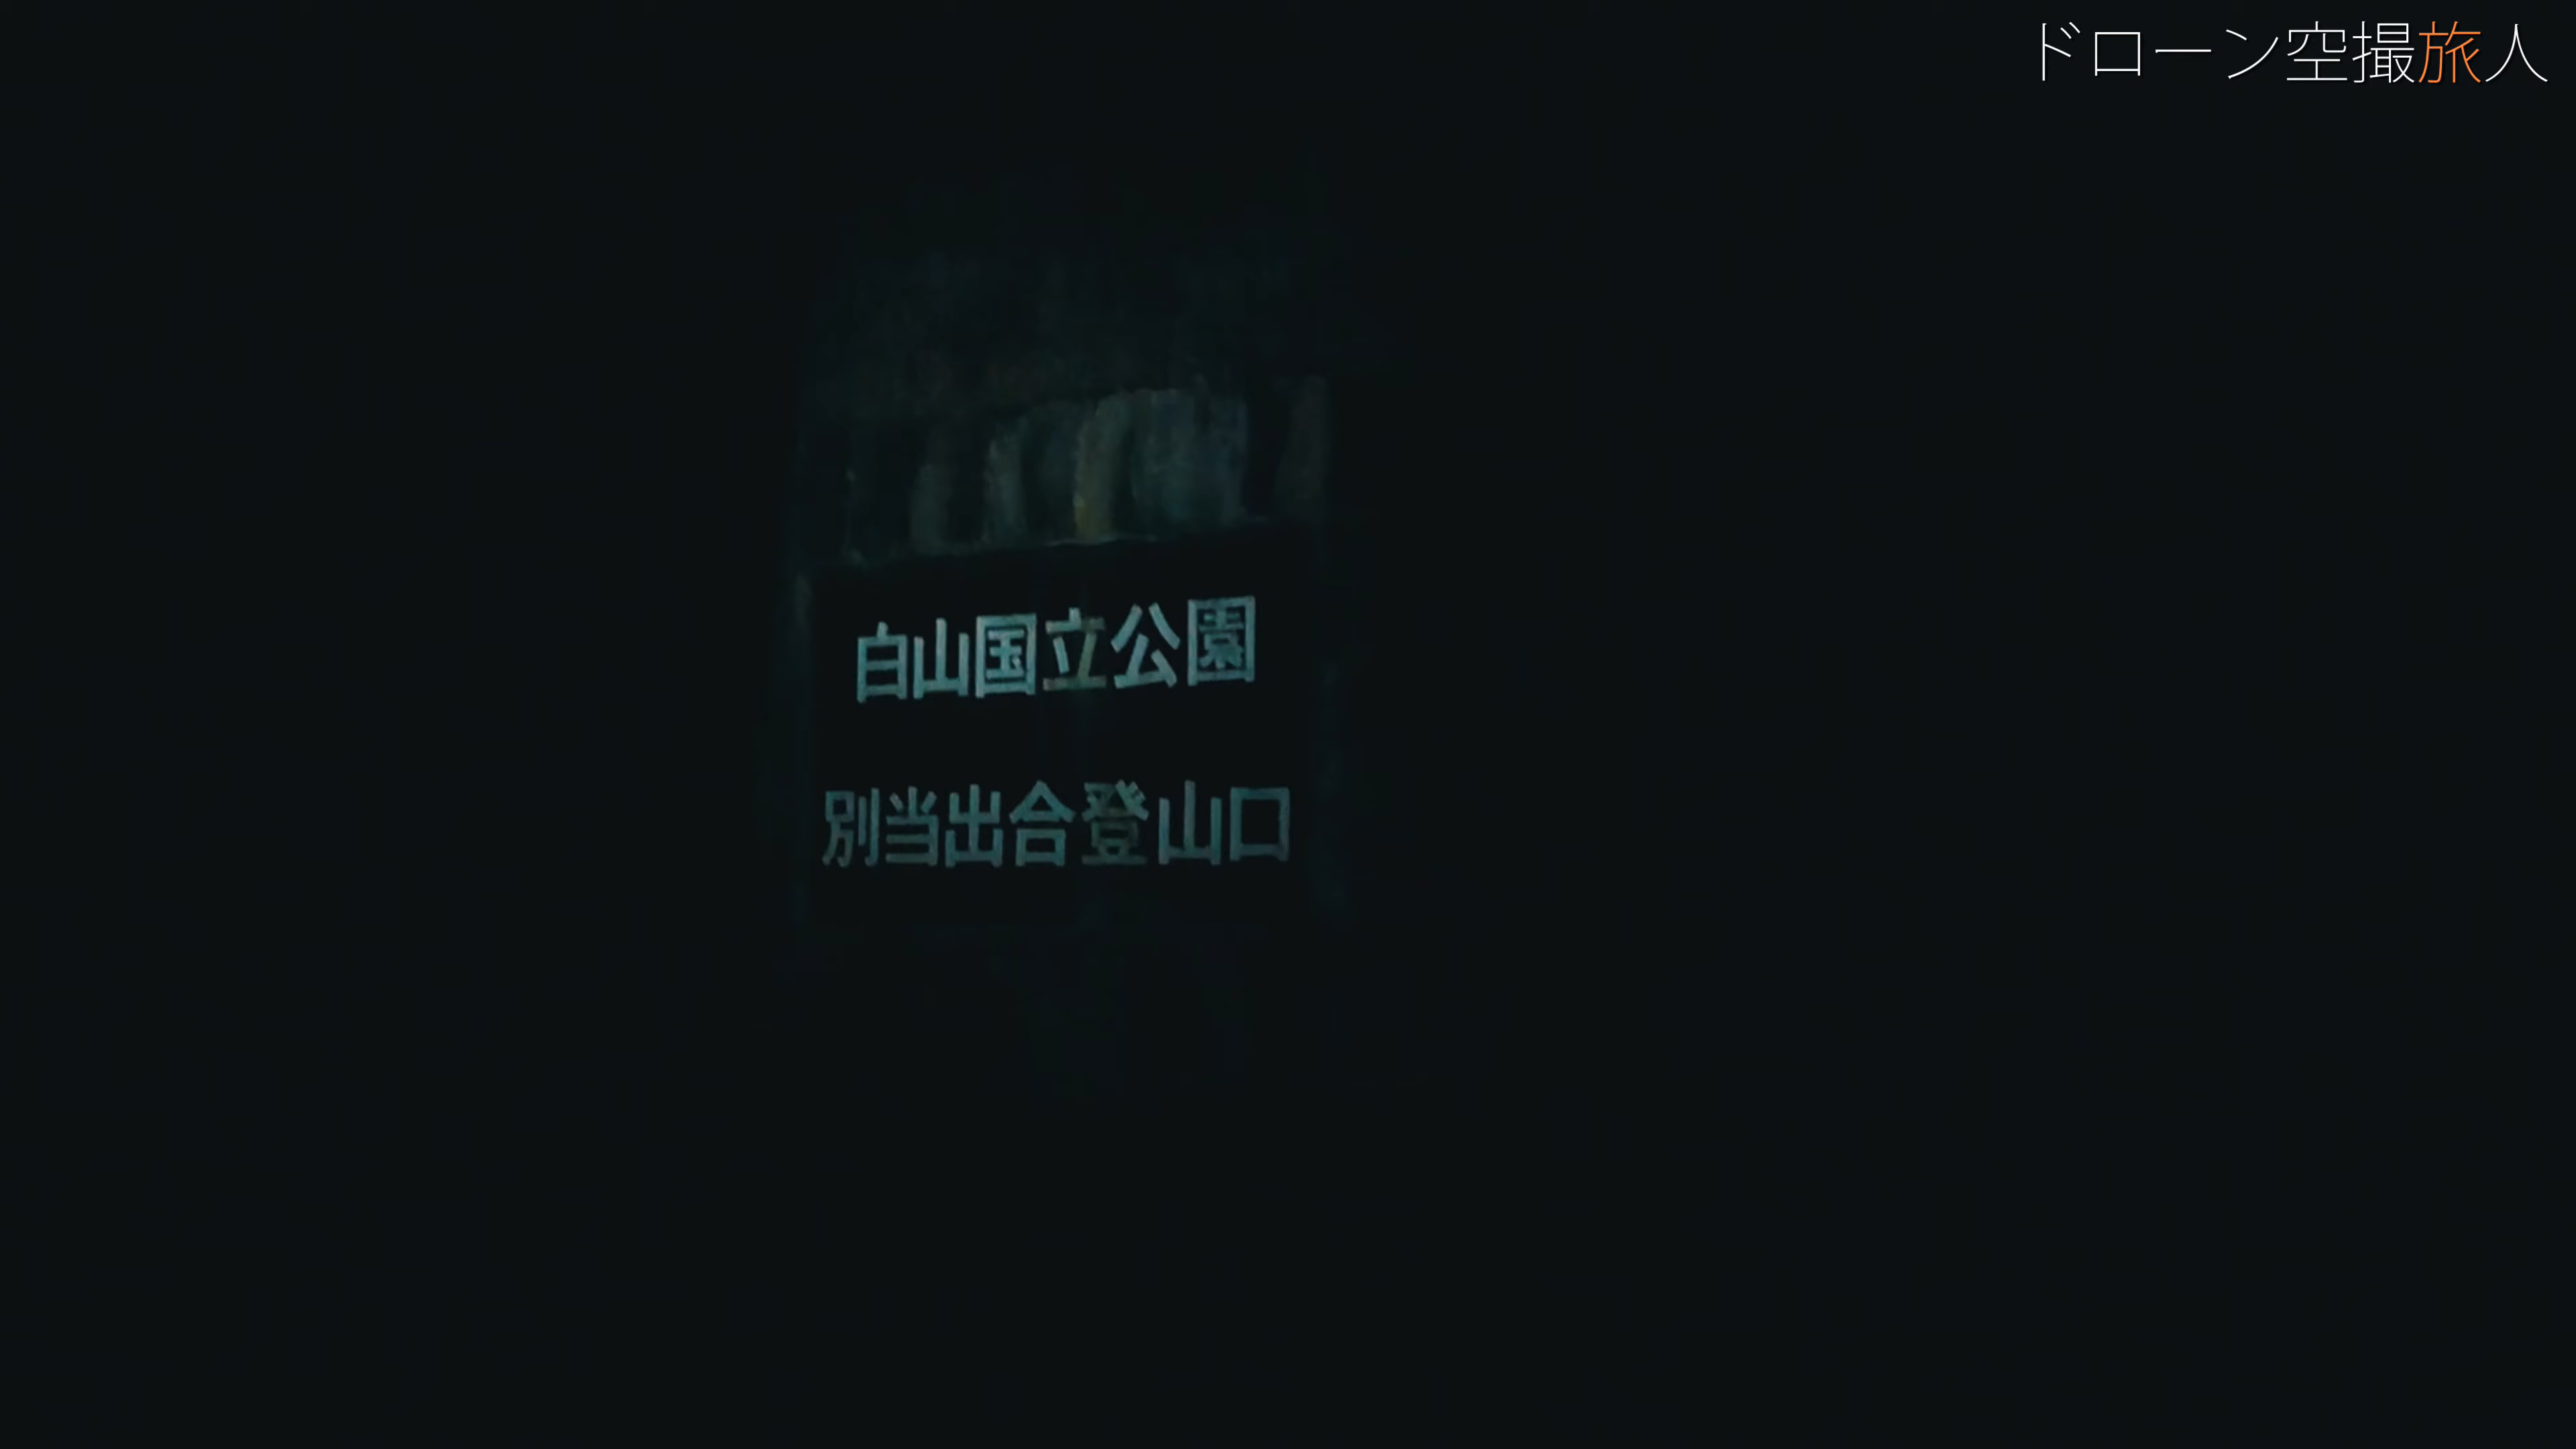 ドローン空撮旅人
白山国立公園
別当出合登山口